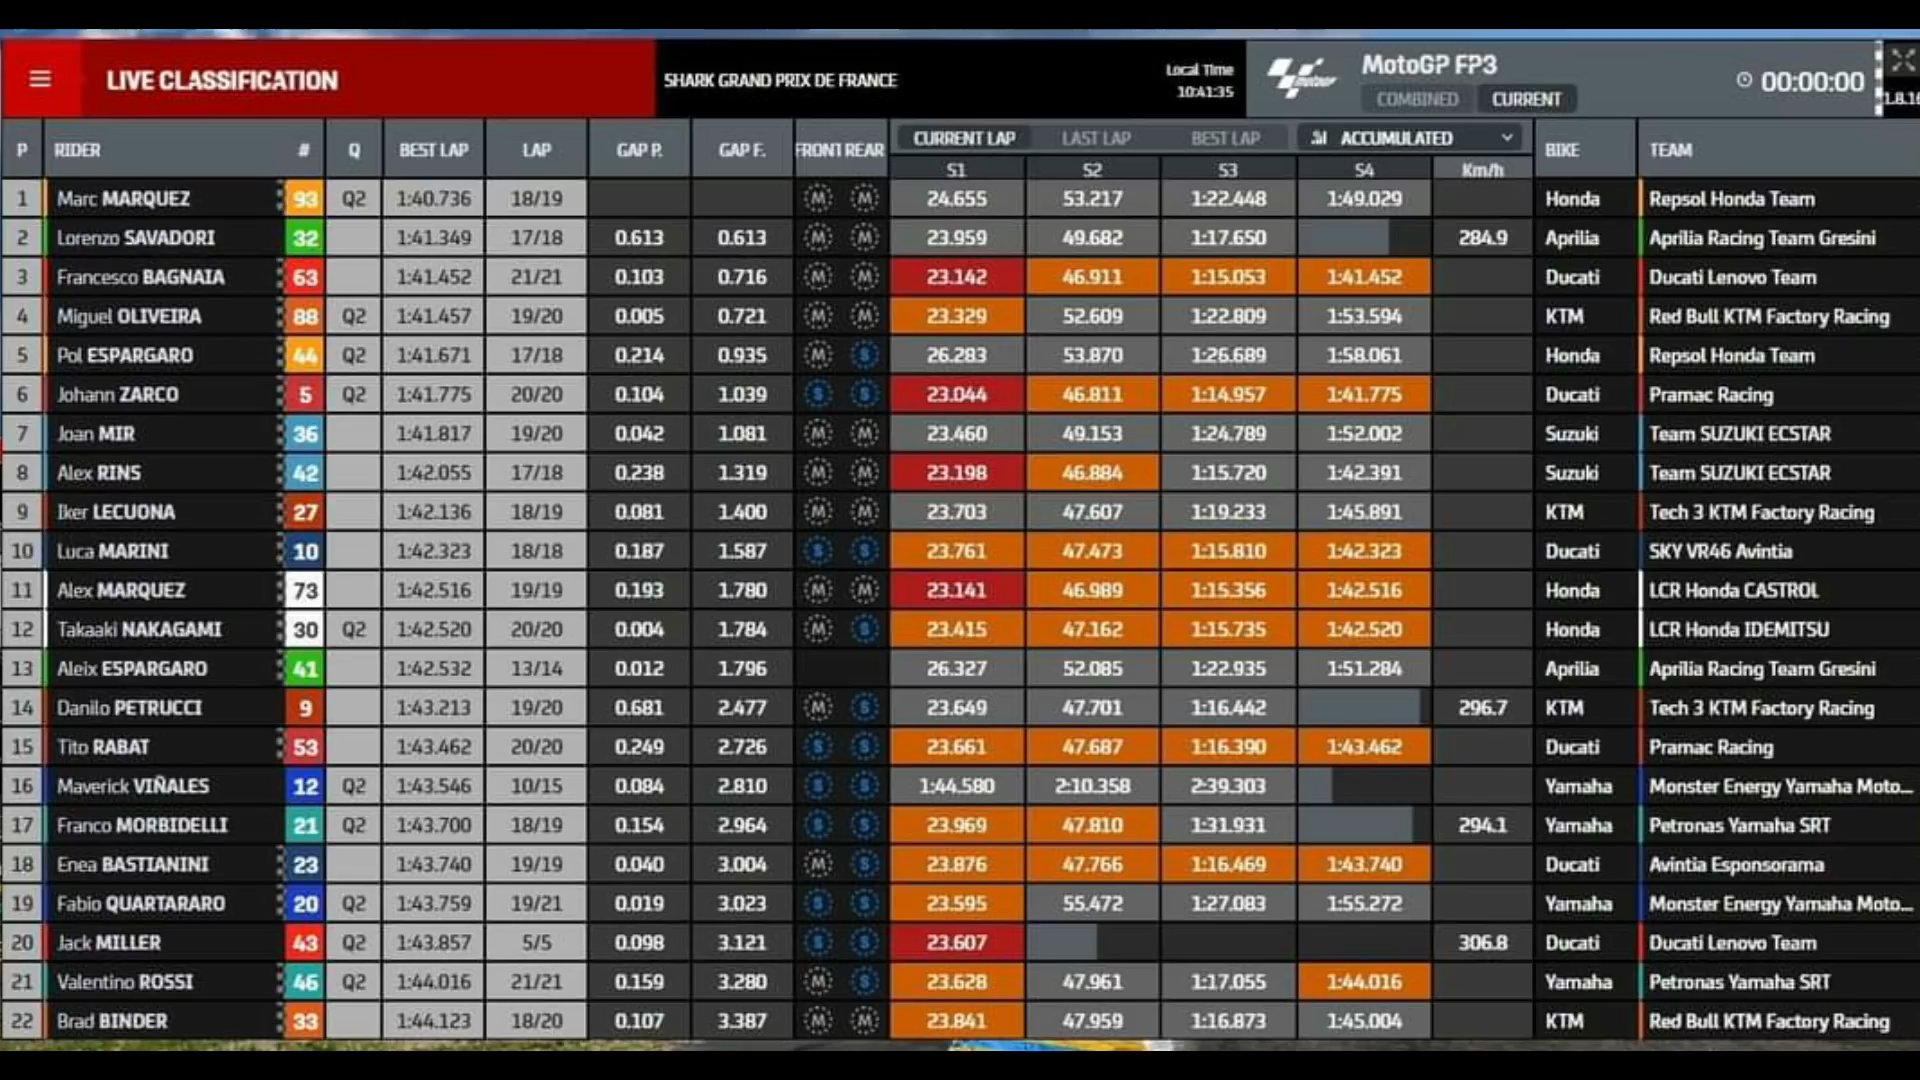 LIVE CLASSIFICATION SHARK GRAND PRIX DE FRANCE Local Time 10:41:35 MotoGP FP3 COMBINED CURRENT 00:00:00
P RIDER # Q BEST LAP LAP GAP P. GAP F. FRONT REAR CURRENT LAP LAST LAP BEST LAP ACCUMULATED BIKE TEAM
S1 S2 S3 S4 Km/h
1 Marc MARQUEZ 93 Q2 1:40.736 18/19 M M 24.655 53.217 1:22.448 1:49.029 Honda Repsol Honda Team
2 Lorenzo SAVADORI 32 1:41.349 17/18 0.613 0.613 M M 23.959 49.682 1:17.650 284.9 Aprilia Aprilia Racing Team Gresini
3 Francesco BAGNAIA 63 1:41.452 21/21 0.103 0.716 M M 23.142 46.911 1:15.053 1:41.452 Ducati Ducati Lenovo Team
4 Miguel OLIVEIRA 88 Q2 1:41.457 19/20 0.005 0.721 M M 23.329 52.609 1:22.809 1:53.594 KTM Red Bull KTM Factory Racing
5 Pol ESPARGARO 44 Q2 1:41.671 17/18 0.214 0.935 M S 26.283 53.870 1:26.689 1:58.061 Honda Repsol Honda Team
6 Johann ZARCO 5 Q2 1:41.775 20/20 0.104 1.039 S S 23.044 46.811 1:14.957 1:41.775 Ducati Pramac Racing
7 Joan MIR 36 1:41.817 19/20 0.042 1.081 M M 23.460 49.153 1:24.789 1:52.002 Suzuki Team SUZUKI ECSTAR
8 Alex RINS 42 1:42.055 17/18 0.238 1.319 M M 23.198 46.884 1:15.720 1:42.391 Suzuki Team SUZUKI ECSTAR
9 Iker LECUONA 27 1:42.136 18/19 0.081 1.400 M M 23.703 47.607 1:19.233 1:45.891 KTM Tech 3 KTM Factory Racing
10 Luca MARINI 10 1:42.323 18/18 0.187 1.587 S S 23.761 47.473 1:15.810 1:42.323 Ducati SKY VR46 Avintia
11 Alex MARQUEZ 73 1:42.516 19/19 0.193 1.780 M M 23.141 46.989 1:15.356 1:42.516 Honda LCR Honda CASTROL
12 Takaaki NAKAGAMI 30 Q2 1:42.520 20/20 0.004 1.784 M S 23.415 47.162 1:15.735 1:42.520 Honda LCR Honda IDEMITSU
13 Aleix ESPARGARO 41 1:42.532 13/14 0.012 1.796 26.327 52.085 1:22.935 1:51.284 Aprilia Aprilia Racing Team Gresini
14 Danilo PETRUCCI 9 1:43.213 19/20 0.681 2.477 M S 23.649 47.701 1:16.442 296.7 KTM Tech 3 KTM Factory Racing
15 Tito RABAT 53 1:43.462 20/20 0.249 2.726 S S 23.661 47.687 1:16.390 1:43.462 Ducati Pramac Racing
16 Maverick VIÑALES 12 Q2 1:43.546 10/15 0.084 2.810 S S 1:44.580 2:10.358 2:39.303 Yamaha Monster Energy Yamaha Moto...
17 Franco MORBIDELLI 21 Q2 1:43.700 18/19 0.154 2.964 S S 23.969 47.810 1:31.931 294.1 Yamaha Petronas Yamaha SRT
18 Enea BASTIANINI 23 1:43.740 19/19 0.040 3.004 M S 23.876 47.766 1:16.469 1:43.740 Ducati Avintia Esponsorama
19 Fabio QUARTARARO 20 Q2 1:43.759 19/21 0.019 3.023 S S 23.595 55.472 1:27.083 1:55.272 Yamaha Monster Energy Yamaha Moto...
20 Jack MILLER 43 Q2 1:43.857 5/5 0.098 3.121 S S 23.607 306.8 Ducati Ducati Lenovo Team
21 Valentino ROSSI 46 Q2 1:44.016 21/21 0.159 3.280 M S 23.628 47.961 1:17.055 1:44.016 Yamaha Petronas Yamaha SRT
22 Brad BINDER 33 1:44.123 18/20 0.107 3.387 M M 23.841 47.959 1:16.873 1:45.004 KTM Red Bull KTM Factory Racing